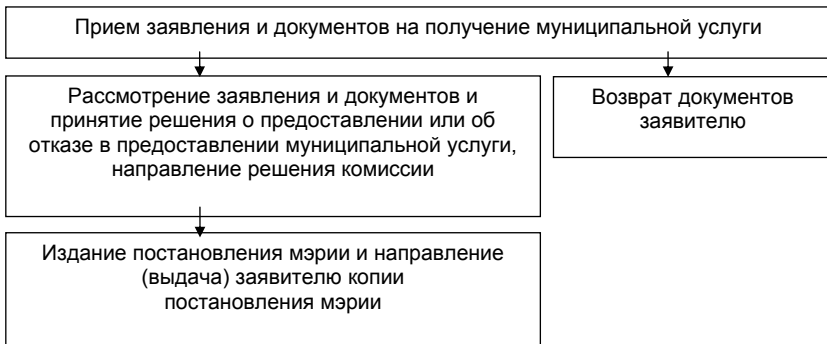 Прием заявления и документов на получение муниципальной услуги
Рассмотрение заявления и документов и
принятие решения о предоставлении или об
отказе в предоставлении муниципальной услуги,
направление решения комиссии
Возврат документов
заявителю
Издание постановления мэрии и направление
(выдача) заявителю копии
постановления мэрии